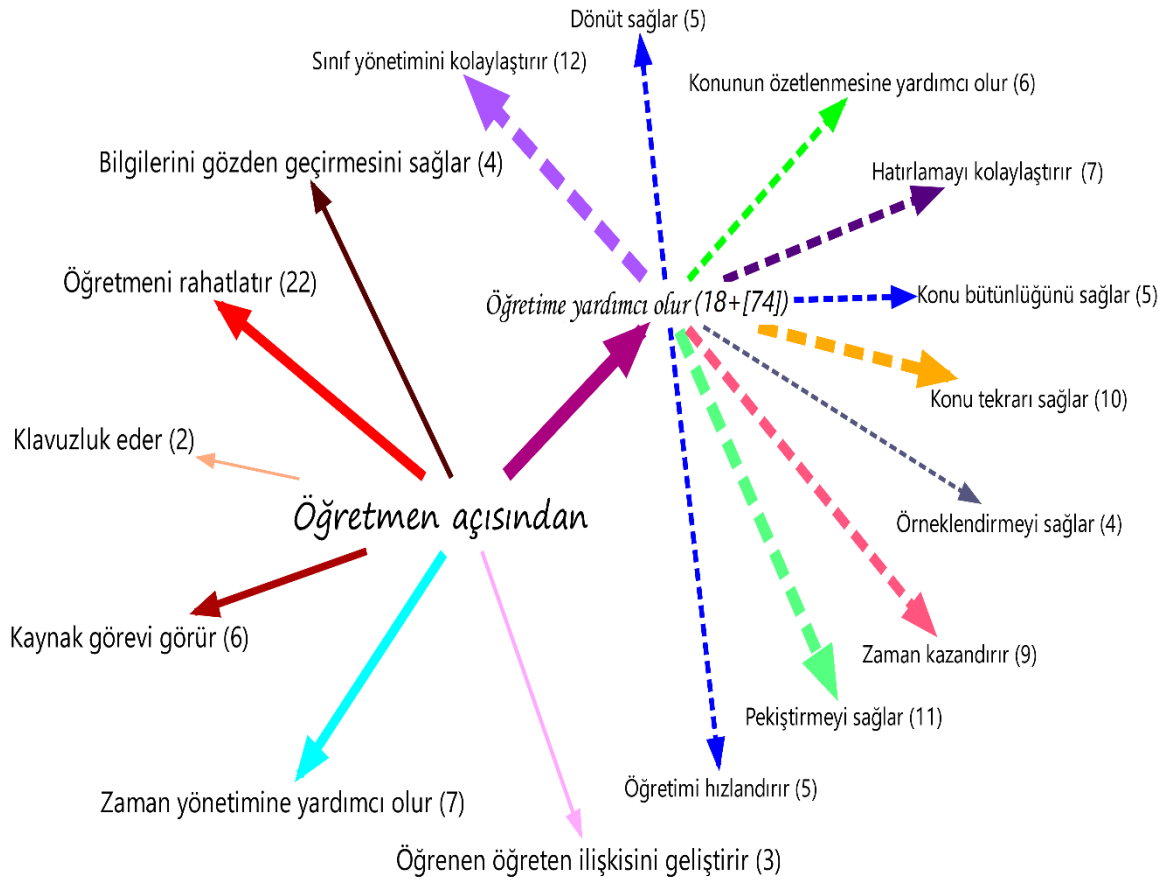 Dönüt sağlar (5)
Sınıf yönetimini kolaylaştırır (12)
Konunun özetlenmesine yardımcı olur (6)
Bilgilerini gözden geçirmesini sağlar (4)
Hatırlamayı kolaylaştırır (7)
Öğretmeni rahatlatır (22)
Öğretime yardımcı olur (18+[74])
Konu bütünlüğünü sağlar (5)
Konu tekrarı sağlar (10)
Klavuzluk eder (2)
Öğretmen açısından
Örneklendirmeyi sağlar (4)
Kaynak görevi görür (6)
Zaman kazandırır (9)
Pekiştirmeyi sağlar (11)
Öğretimi hızlandırır (5)
Zaman yönetimine yardımcı olur (7)
Öğrenen öğreten ilişkisini geliştirir (3)